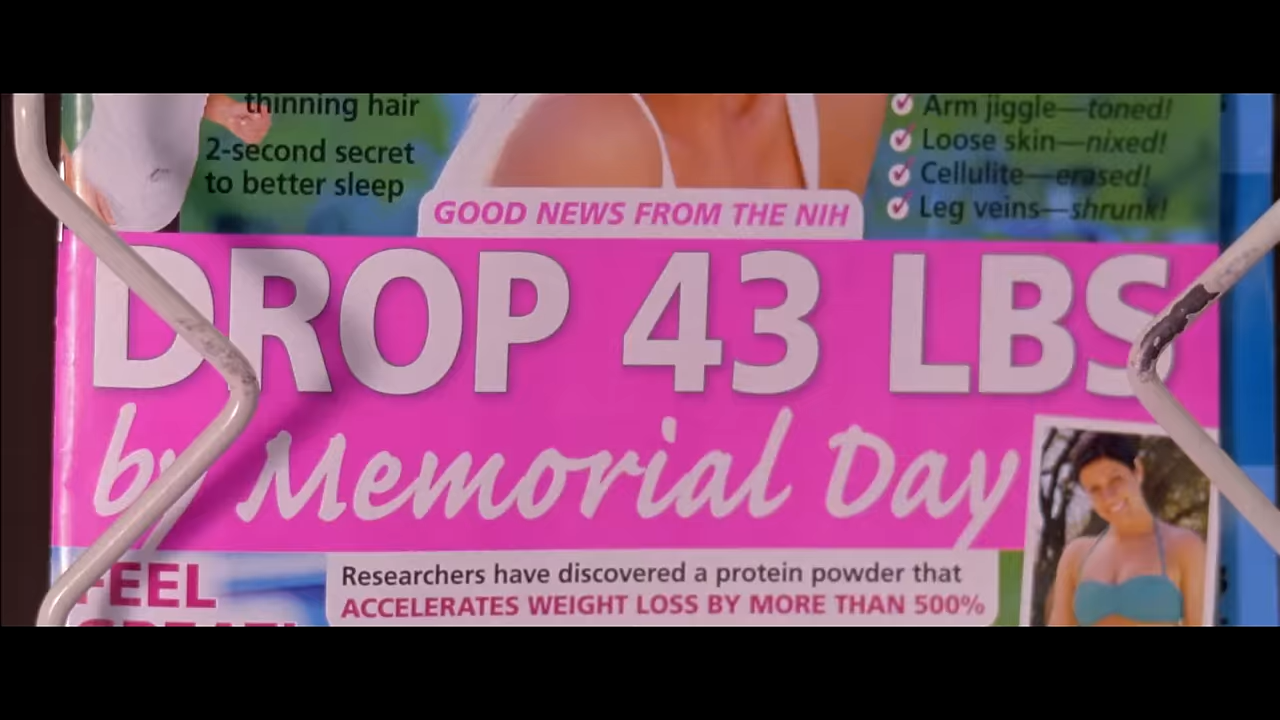 thinning hair
2-second secret
to better sleep
Arm jiggle—toned!
Loose skin—nixed!
Cellulite—erased!
Leg veins—shrunk!
GOOD NEWS FROM THE NIH
DROP 43 LBS
by Memorial Day
FEEL
GREAT!
Researchers have discovered a protein powder that
ACCELERATES WEIGHT LOSS BY MORE THAN 500%